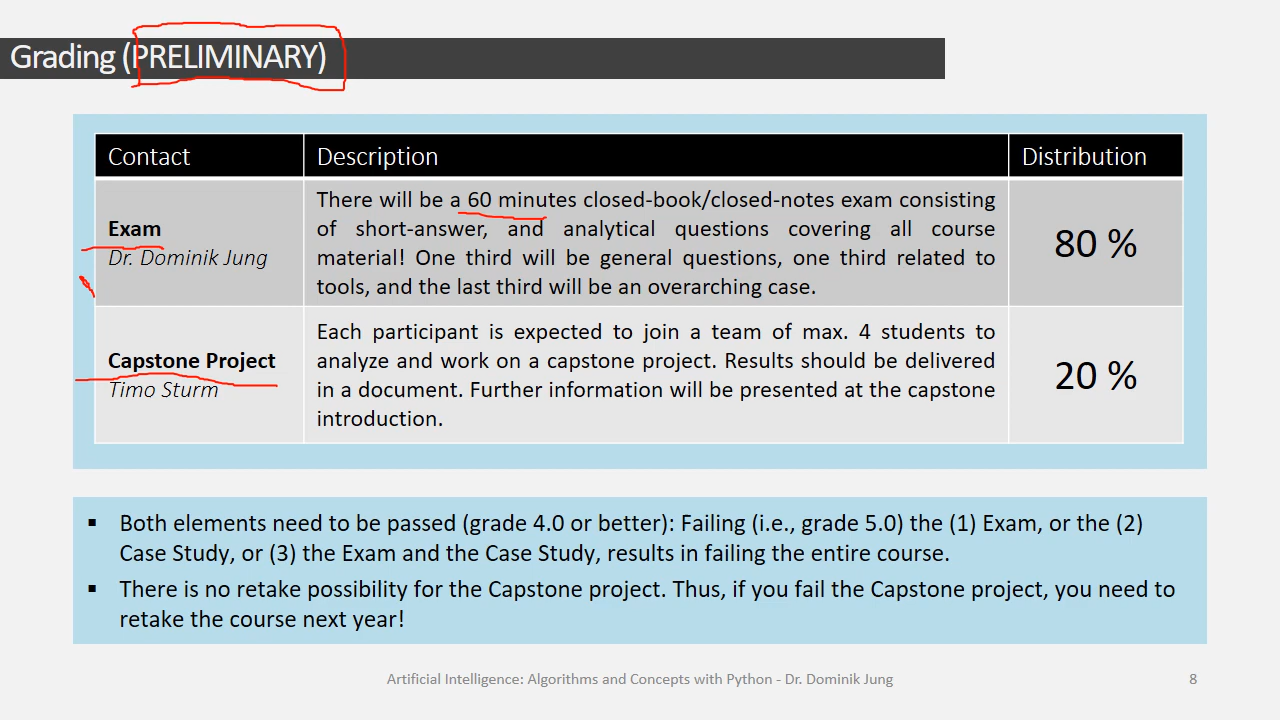 Grading (PRELIMINARY)
Contact
Description
Distribution
Exam
Dr. Dominik Jung
There will be a 60 minutes closed-book/closed-notes exam consisting
of short-answer, and analytical questions covering all course
material! One third will be general questions, one third related to
tools, and the last third will be an overarching case.
80 %
Capstone Project
Timo Sturm
Each participant is expected to join a team of max. 4 students to
analyze and work on a capstone project. Results should be delivered
in a document. Further information will be presented at the capstone
introduction.
20 %
▪ Both elements need to be passed (grade 4.0 or better): Failing (i.e., grade 5.0) the (1) Exam, or the (2)
Case Study, or (3) the Exam and the Case Study, results in failing the entire course.
▪ There is no retake possibility for the Capstone project. Thus, if you fail the Capstone project, you need to
retake the course next year!
Artificial Intelligence: Algorithms and Concepts with Python - Dr. Dominik Jung
8